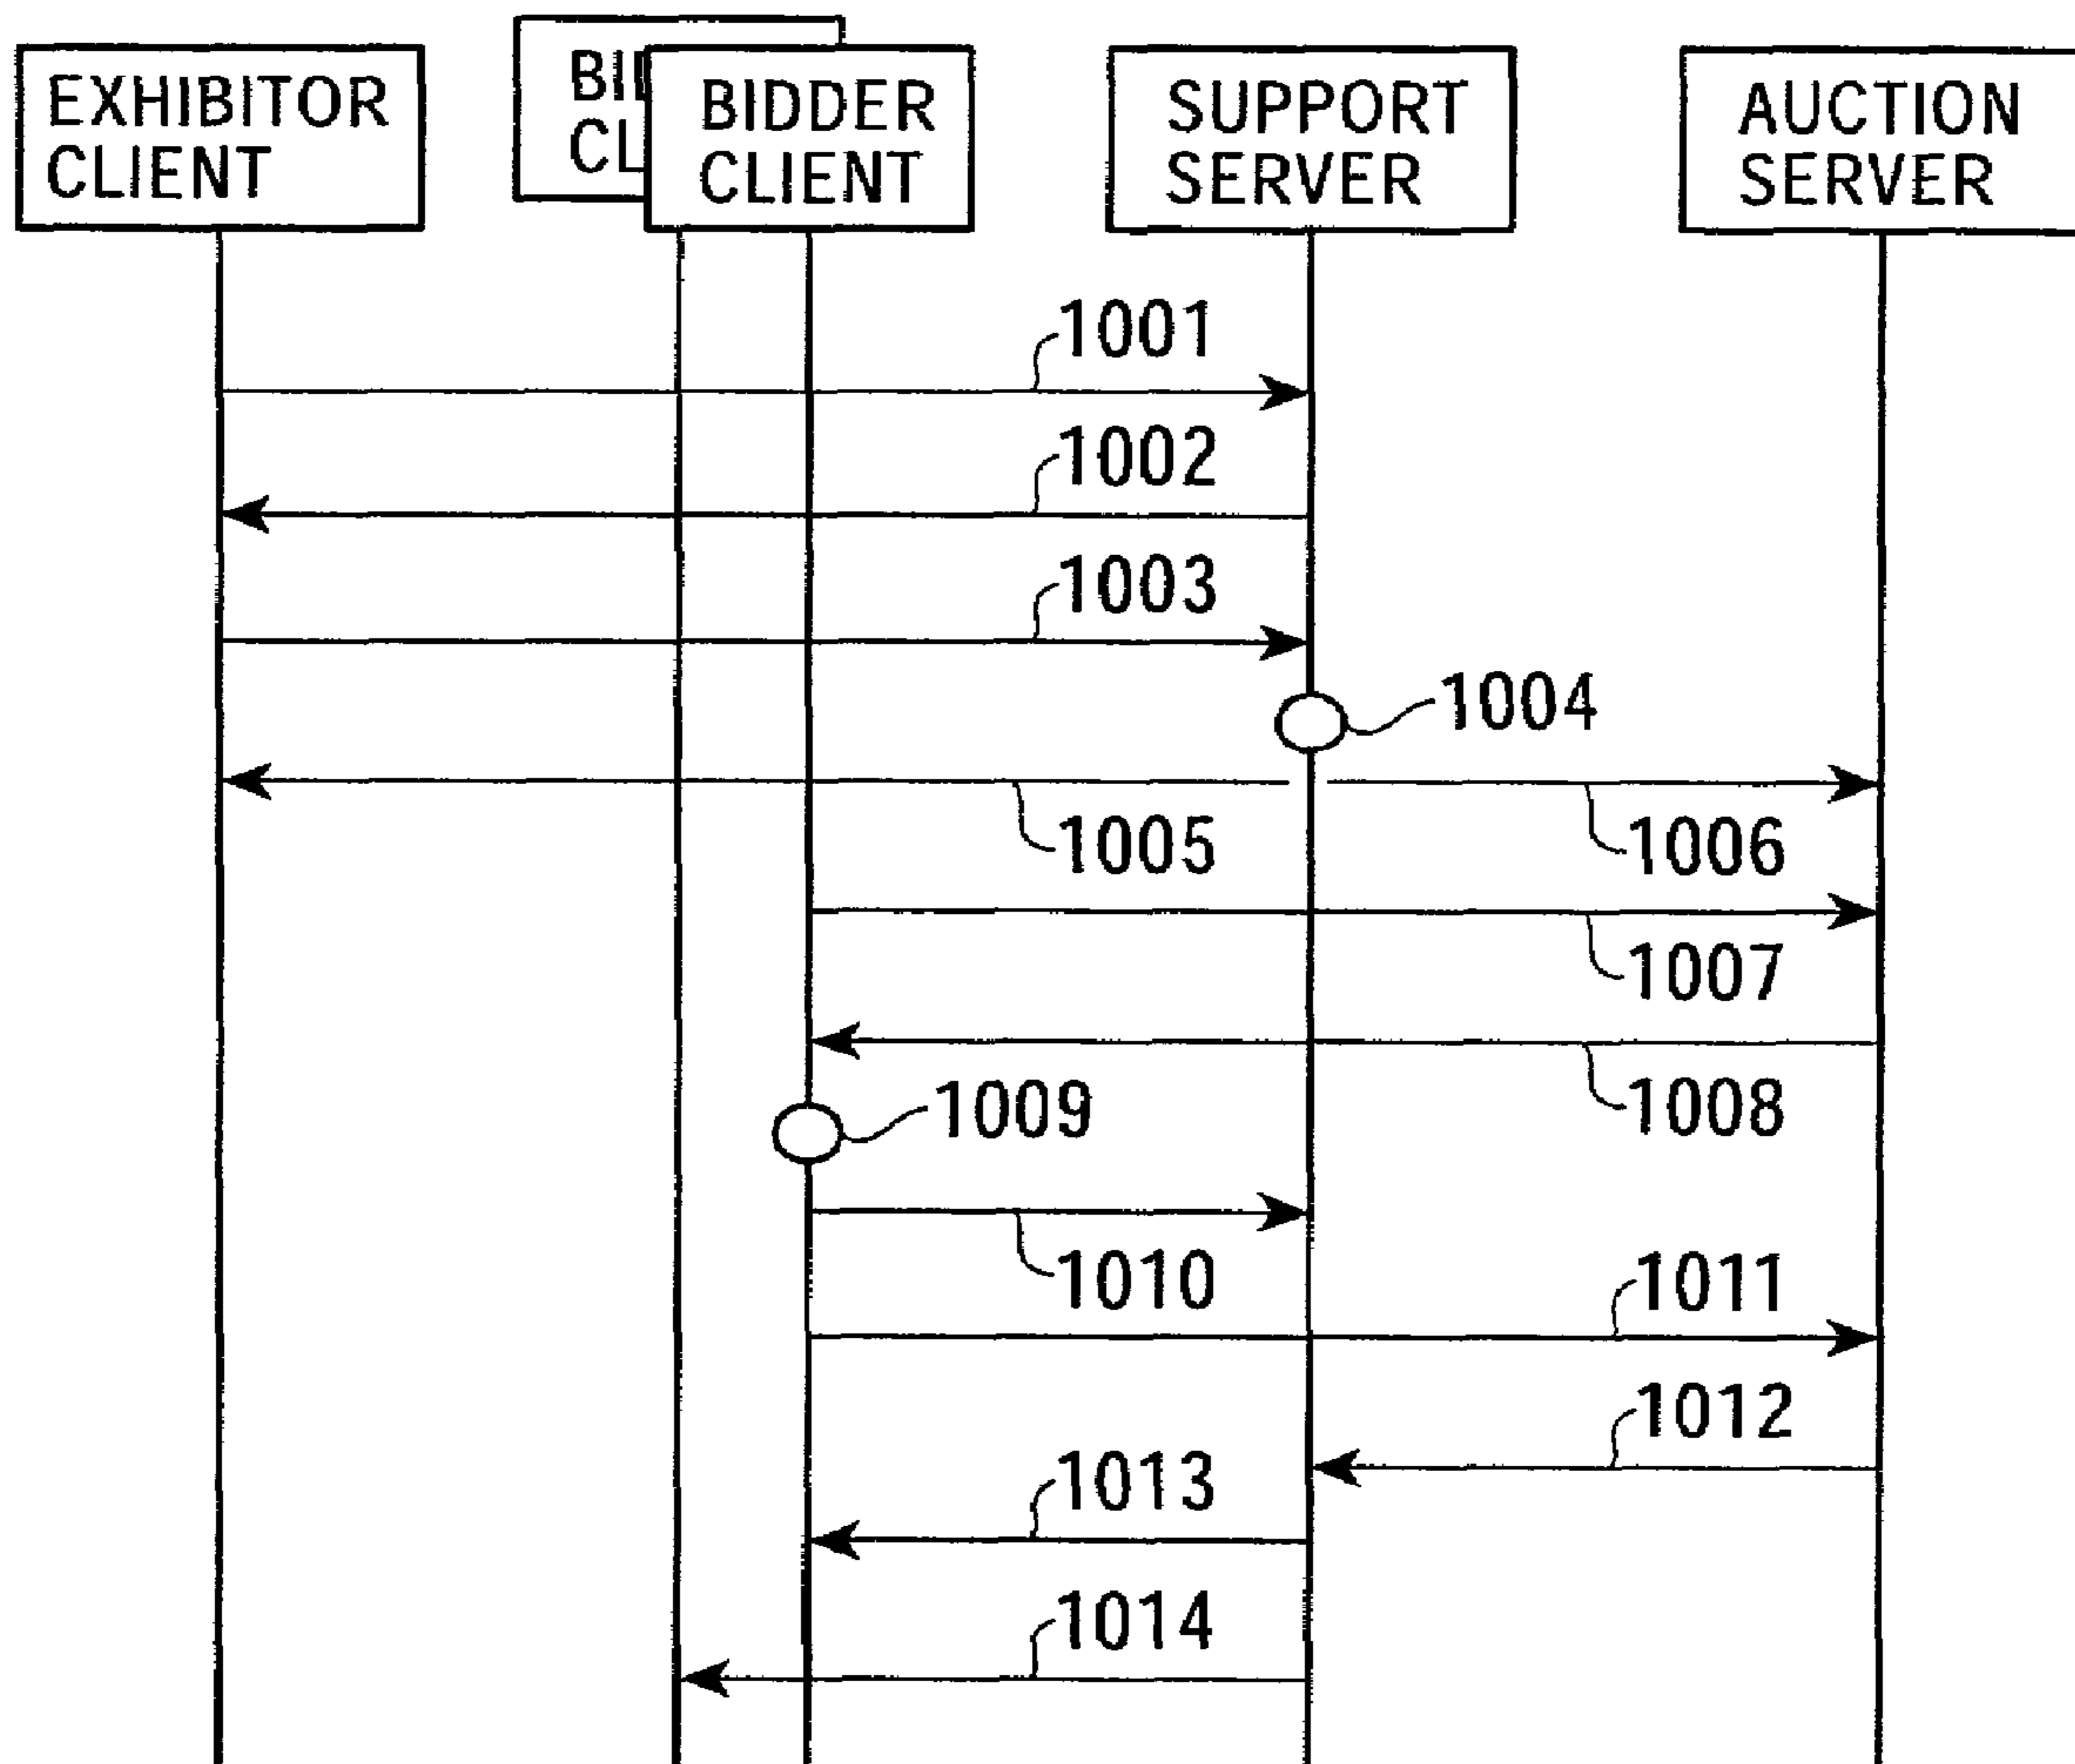 EXHIBITOR
CLIENT
BIDDER
CLIENT
SUPPORT
SERVER
AUCTION
SERVER
1001
1002
1003
1004
1005
1006
1007
1008
1009
1010
1011
1012
1013
1014